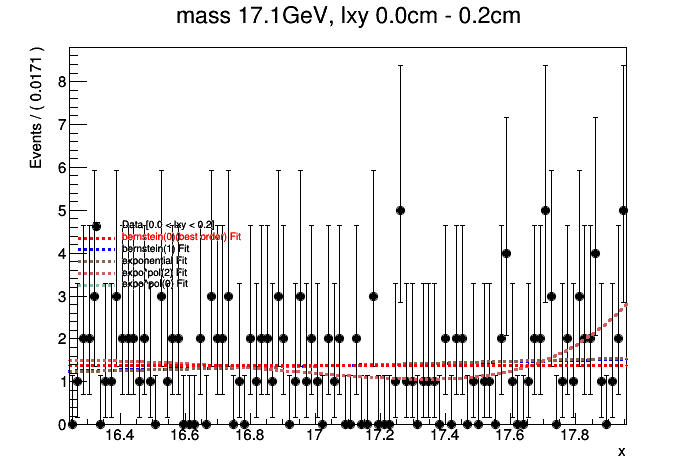 mass 17.1GeV, lxy 0.0cm - 0.2cm
Events / ( 0.0171 )
8
7
6
5
4
3
2
1
0
Data [0.0 < lxy < 0.2]
bernstein(0)(best order) Fit
bernstein(1) Fit
exponential Fit
expo*pol(2) Fit
expo*pol(0) Fit
16.4 16.6 16.8 17 17.2 17.4 17.6 17.8
x